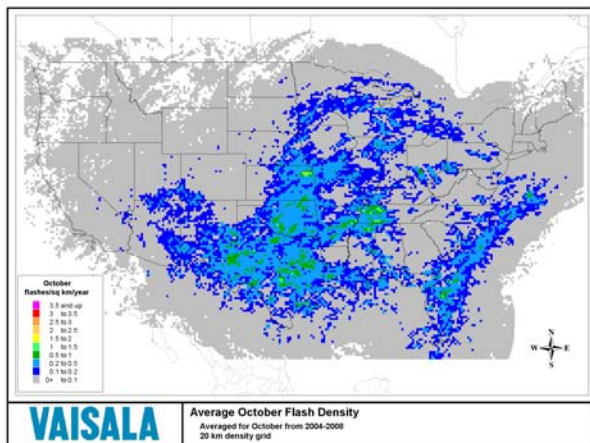 October
flashes/sq km/year
3.5 and up
3 to 3.5
2.5 to 3
2 to 2.5
1.5 to 2
1 to 1.5
0.5 to 1
0.2 to 0.5
0.1 to 0.2
0+ to 0.1
N
W E
S
VAISALA
Average October Flash Density
Averaged for October from 2004-2008
20 km density grid